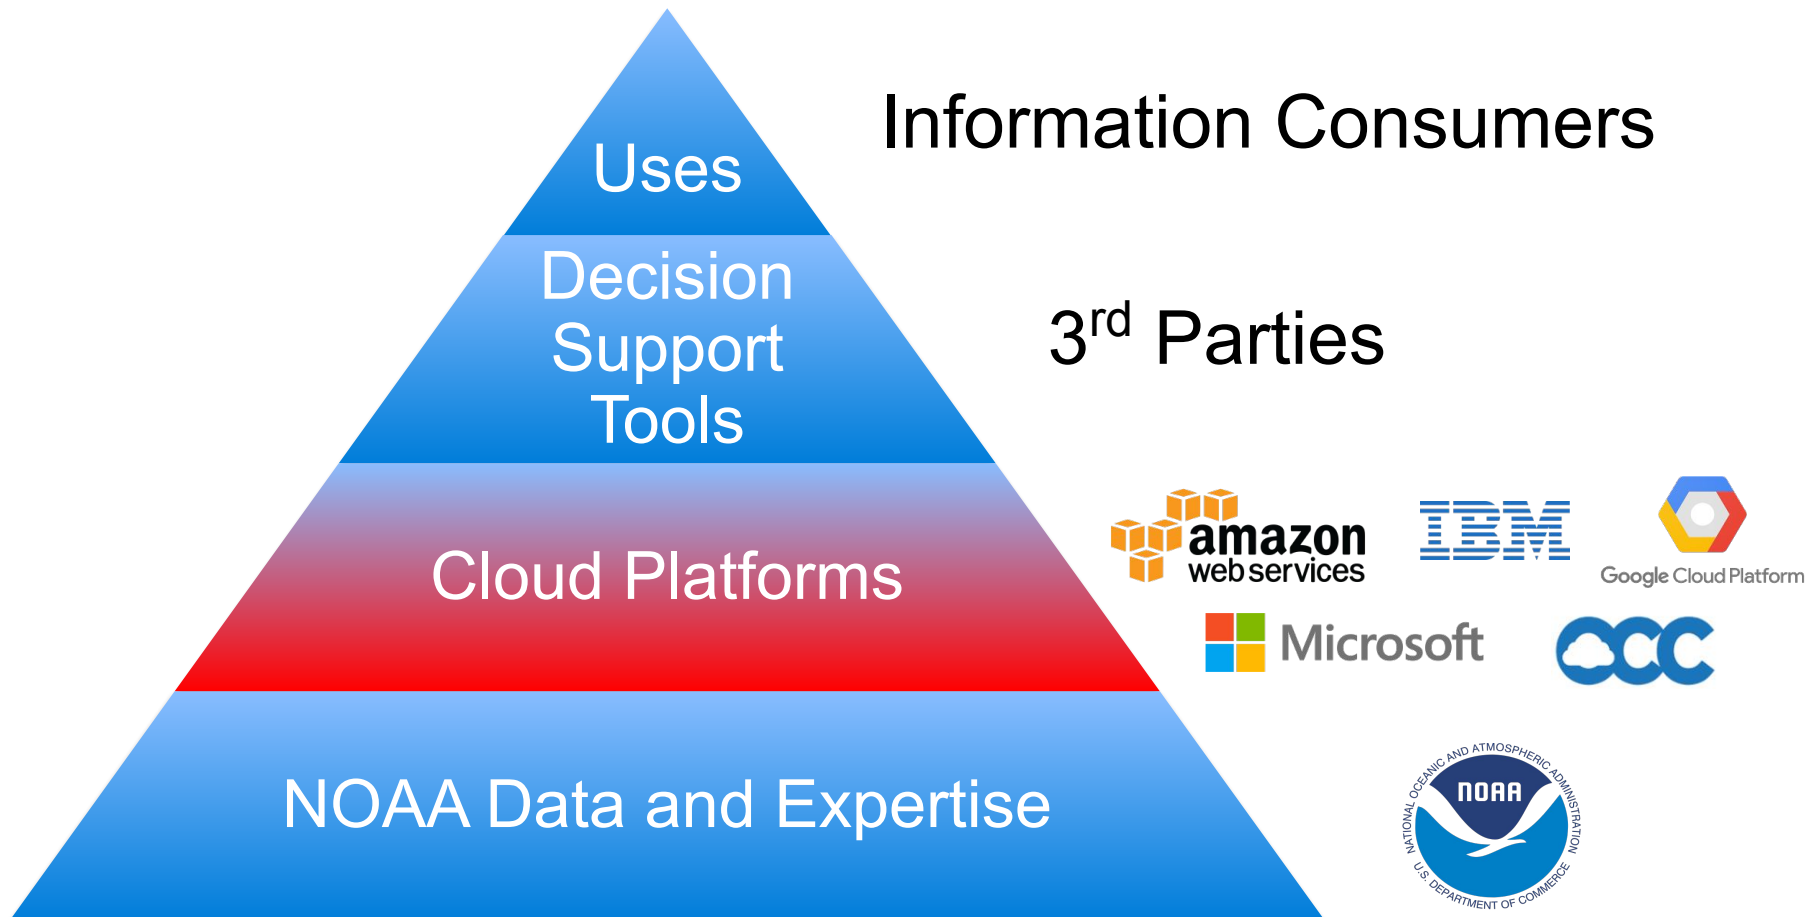 Information Consumers
Uses
Decision
Support
Tools
3rd Parties
Cloud Platforms
amazon
web services
IBM
Google Cloud Platform
Microsoft
OCC
NOAA Data and Expertise
NATIONAL OCEANIC AND ATMOSPHERIC ADMINISTRATION
NOAA
U.S. DEPARTMENT OF COMMERCE